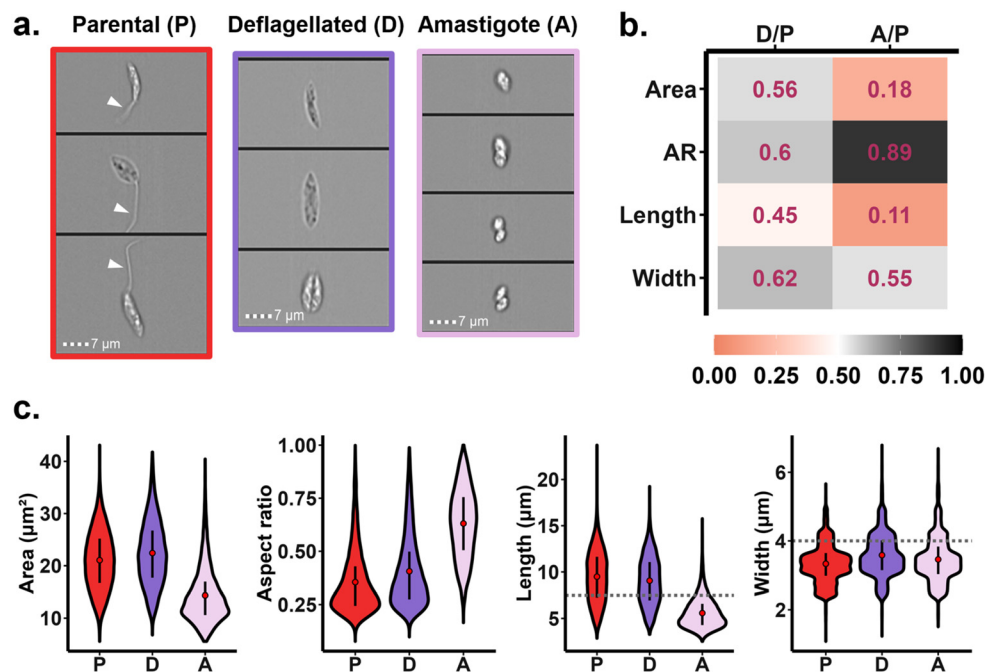 a.
Parental (P)
Deflagellated (D)
Amastigote (A)
7 μm
7 μm
7 μm
b.
D/P
A/P
Area
0.56
0.18
AR
0.6
0.89
Length
0.45
0.11
Width
0.62
0.55
0.00 0.25 0.50 0.75 1.00
c.
Area (μm²)
40
30
20
10
P D A
Aspect ratio
1.00
0.75
0.50
0.25
P D A
Length (μm)
20
15
10
5
P D A
Width (μm)
6
4
2
P D A